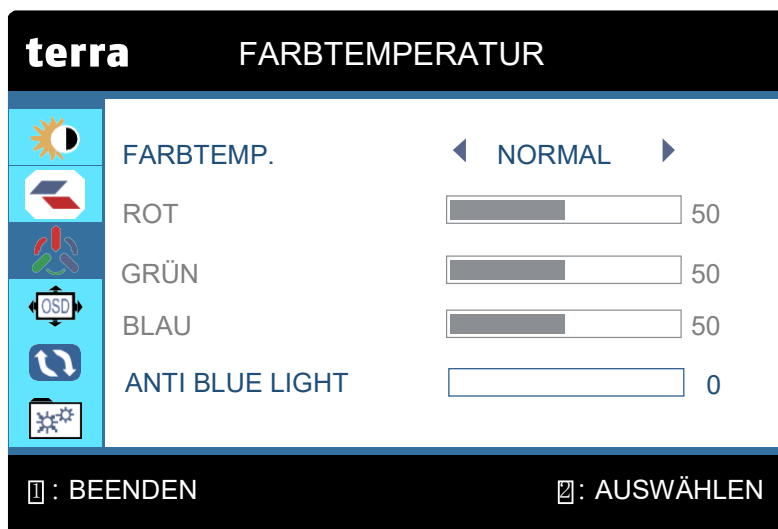 terra FARBTEMPERATUR
FARBTEMP. NORMAL
ROT 50
GRÜN 50
BLAU 50
OSD
ANTI BLUE LIGHT 0
1 : BEENDEN 2 : AUSWÄHLEN